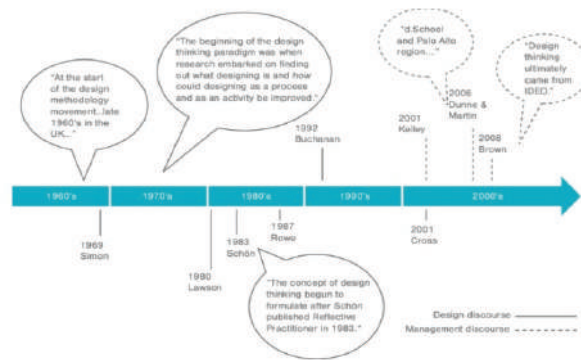 "At the start
of the design
methodology
movement..late
1960's in the
UK..."
"The beginning of the design
thinking paradigm was when
research embarked on finding
out what designing is and how
could designing as a process
and as an activity be improved."
"d.School
and Palo Alto
region..."
"Design
thinking
ultimately
came from
IDEO."
1992
Buchanan
2001
Kelley
2006
Dunne &
Martin
2008
Brown
1960's
1970's
1980's
1990's
2000's
1969
Simon
1980
Lawson
1983
Schön
1987
Rowe
2001
Cross
"The concept of design
thinking begun to
formulate after Schön
published Reflective
Practitioner in 1983."
Design discourse
Management discourse